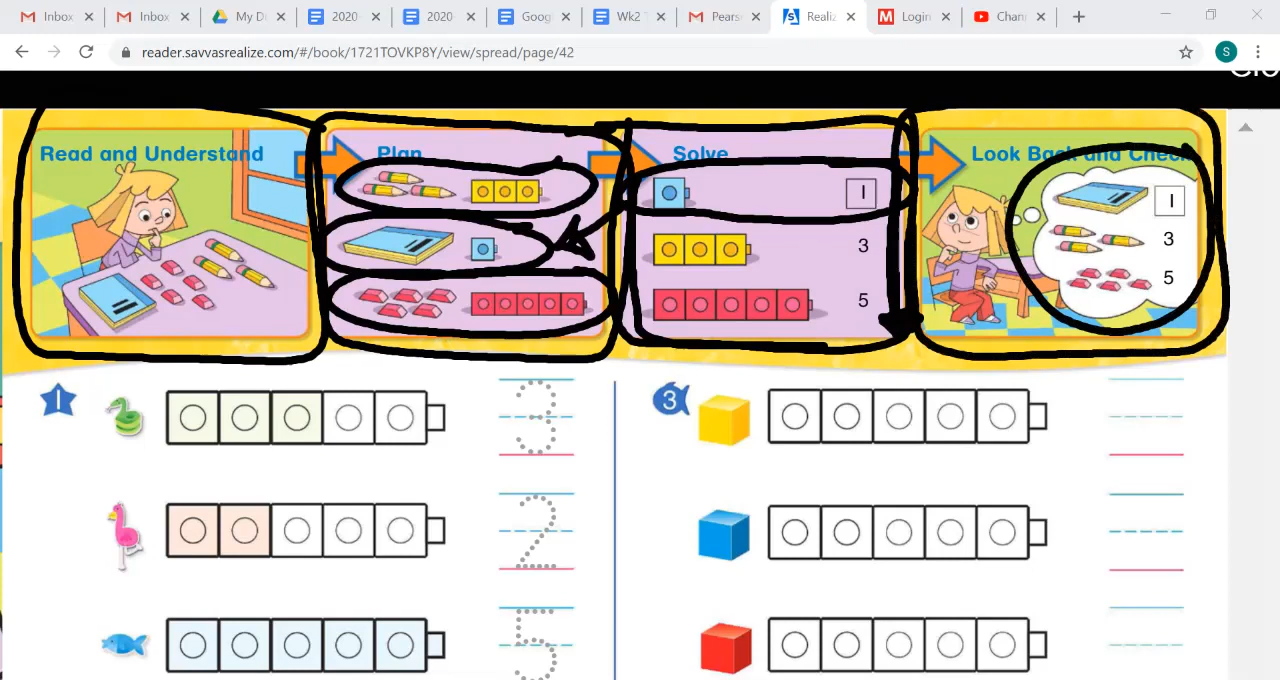 Inbox
Inbox
My D
2020-
2020
Goog
Wk2
Pears
Realiz
Login
Chan
reader.savvasrealize.com/#/book/1721TOVKP8Y/view/spread/page/42
S
Read and Understand
Plan
Solve
Look Back and Check
1
3
5
1
3
5
1
3
2
5
3